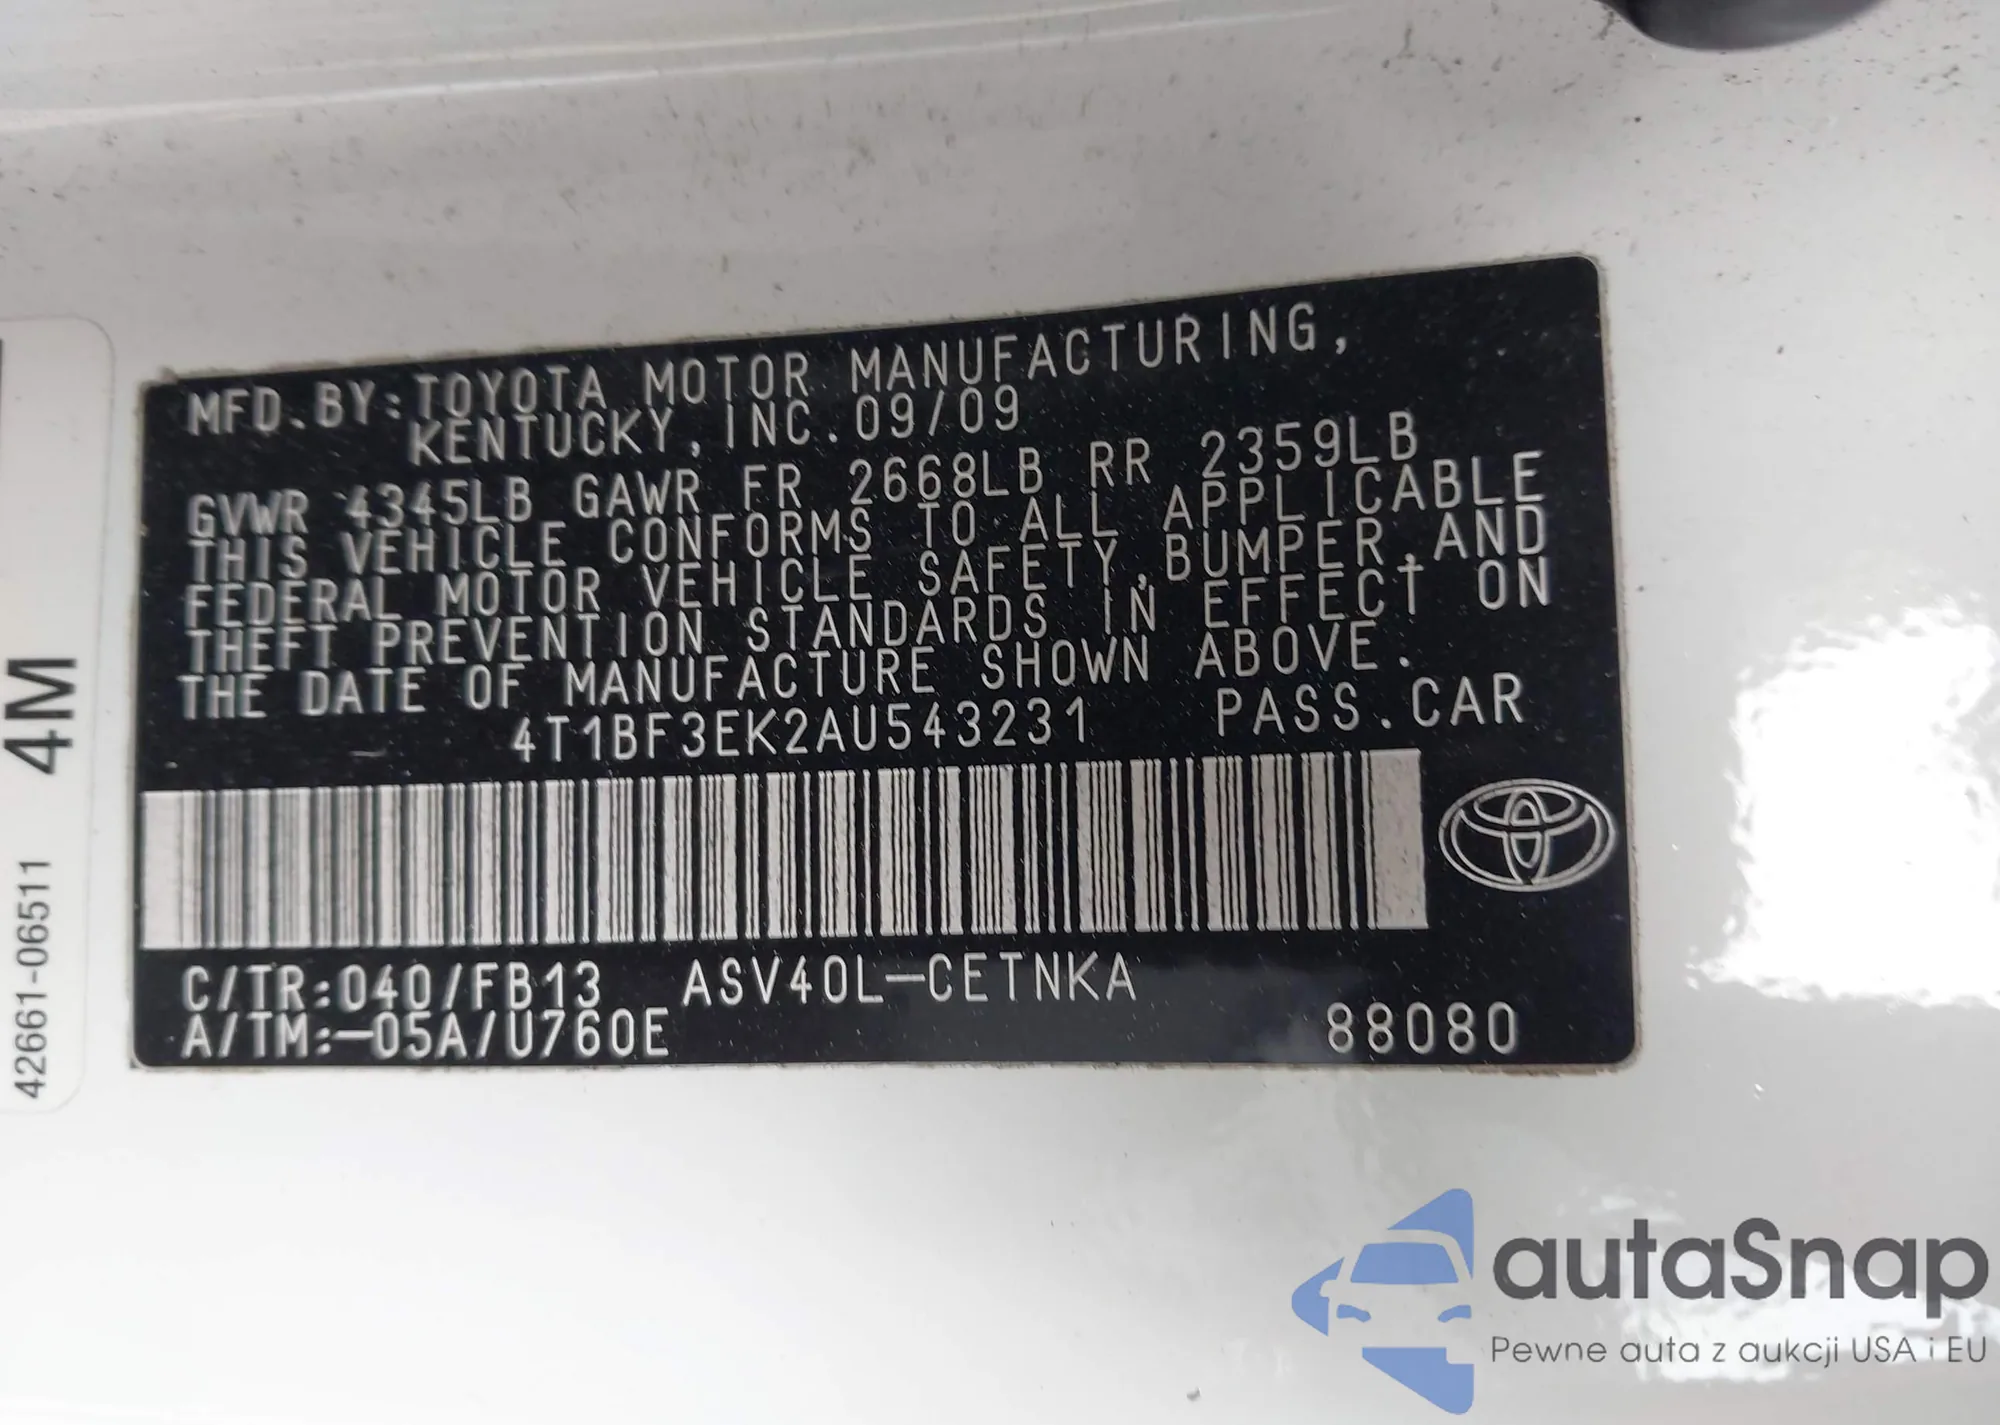 MFD.BY:TOYOTA MOTOR MANUFACTURING,
KENTUCKY, INC. 09/09
GVWR 4345LB GAWR FR 2668LB RR 2359LB
THIS VEHICLE CONFORMS TO ALL APPLICABLE
FEDERAL MOTOR VEHICLE SAFETY, BUMPER, AND
THEFT PREVENTION STANDARDS IN EFFECT ON
THE DATE OF MANUFACTURE SHOWN ABOVE.
4T1BF3EK2AU543231 PASS.CAR
C/TR:040/FB13 ASV40L-CETNKA
A/TM:-05A/U760E 88080
42661-06511 4M
autaSnap
Pewne auta z aukcji USA i EU